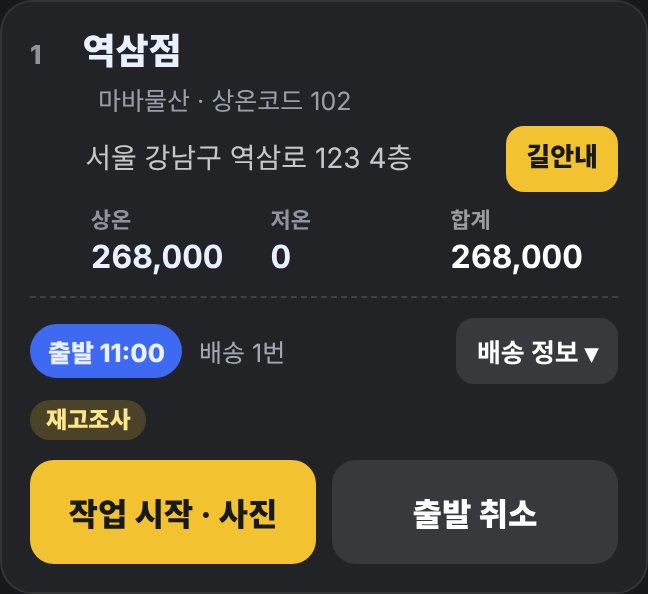 1 역삼점
마바물산 · 상온코드 102
서울 강남구 역삼로 123 4층 길안내
상온 저온 합계
268,000 0 268,000
출발 11:00 배송 1번 배송 정보 ▾
재고조사
작업 시작 · 사진 출발 취소